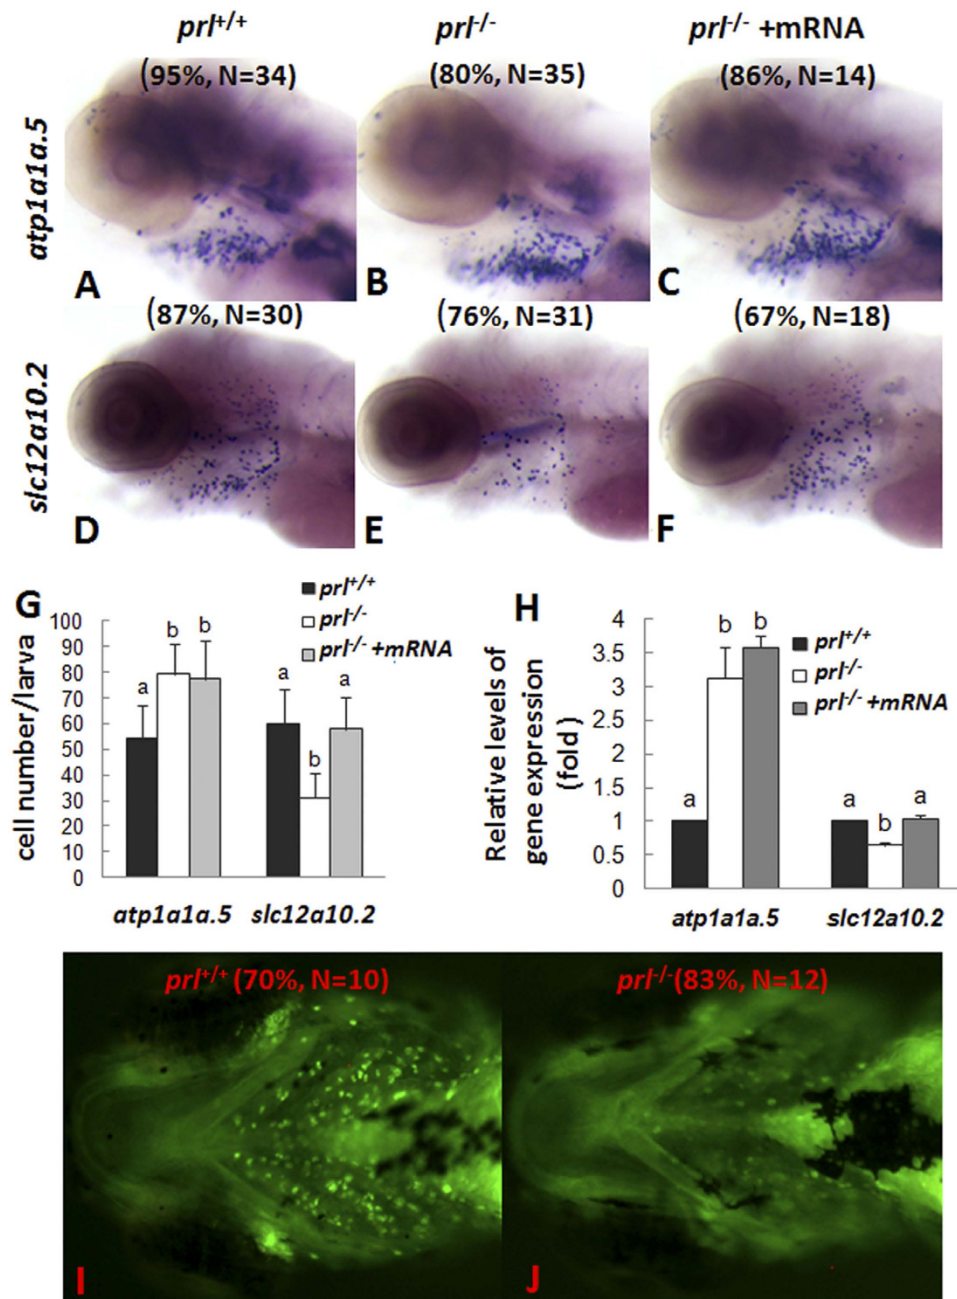 prl+/+ prl-/- prl-/- +mRNA
(95%, N=34) (80%, N=35) (86%, N=14)
atp1a1a.5
A B C
(87%, N=30) (76%, N=31) (67%, N=18)
slc12a10.2
D E F
G
cell number/larva
100
90
80
70
60
50
40
30
20
10
0
prl+/+
prl-/-
prl-/- +mRNA
a b b a b a
atp1a1a.5 slc12a10.2
H
Relative levels of
gene expression
(fold)
4
3.5
3
2.5
2
1.5
1
0.5
0
prl+/+
prl-/-
prl-/- +mRNA
a b b a b a
atp1a1a.5 slc12a10.2
prl+/+ (70%, N=10) prl-/- (83%, N=12)
I J